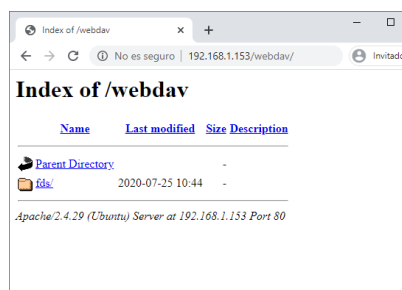 Index of /webdav
No es seguro | 192.168.1.153/webdav/
Invitado
Index of /webdav
Name Last modified Size Description
Parent Directory -
fds/ 2020-07-25 10:44 -
Apache/2.4.29 (Ubuntu) Server at 192.168.1.153 Port 80